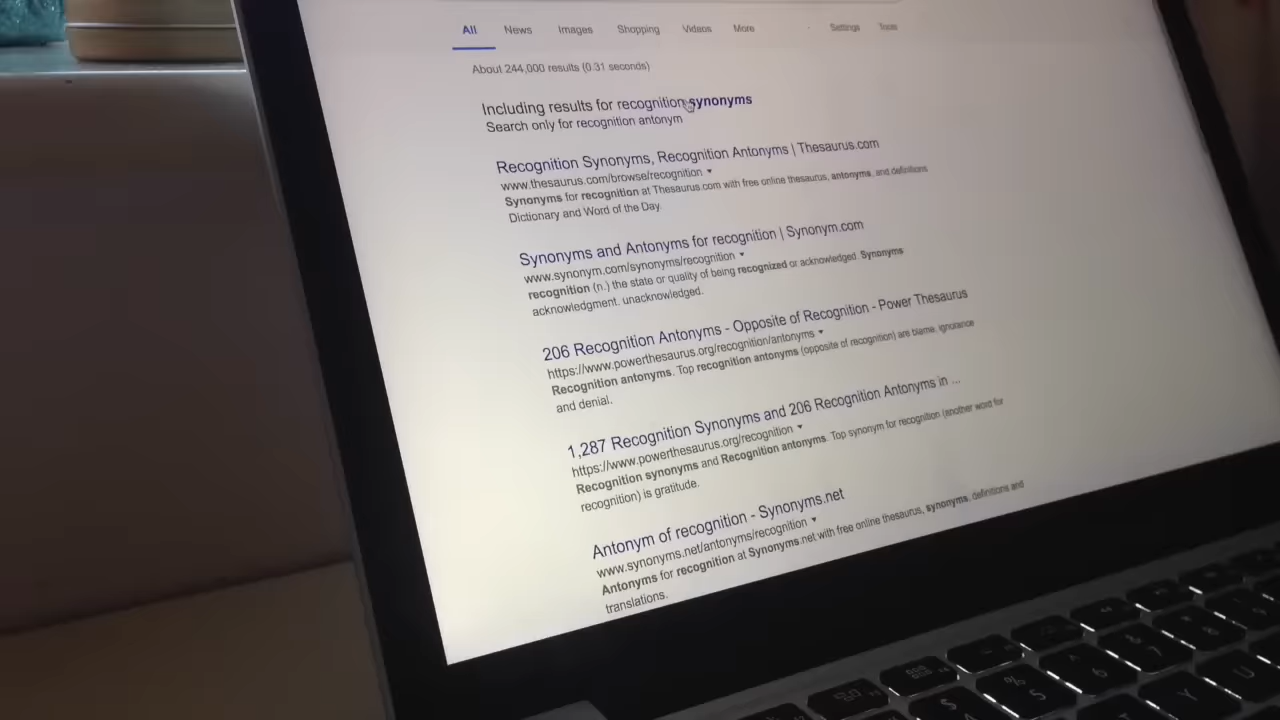 All News Images Shopping Videos More Settings Tools
About 244,000 results (0.31 seconds)
Including results for recognition synonyms
Search only for recognition antonym
Recognition Synonyms, Recognition Antonyms | Thesaurus.com
www.thesaurus.com/browse/recognition
Synonyms for recognition at Thesaurus.com with free online thesaurus, antonyms, and definitions
Dictionary and Word of the Day.
Synonyms and Antonyms for recognition | Synonym.com
www.synonym.com/synonyms/recognition
recognition (n.) the state or quality of being recognized or acknowledged. Synonyms
acknowledgment. unacknowledged.
206 Recognition Antonyms - Opposite of Recognition - Power Thesaurus
https://www.powerthesaurus.org/recognition/antonyms
Recognition antonyms. Top recognition antonyms (opposite of recognition) are blame, ignorance
and denial.
1,287 Recognition Synonyms and 206 Recognition Antonyms in ...
https://www.powerthesaurus.org/recognition
Recognition synonyms and Recognition antonyms. Top synonym for recognition (another word for
recognition) is gratitude.
Antonym of recognition - Synonyms.net
www.synonyms.net/antonyms/recognition
Antonyms for recognition at Synonyms.net with free online thesaurus, synonyms, definitions and
translations.
$ % 5 6 Y U